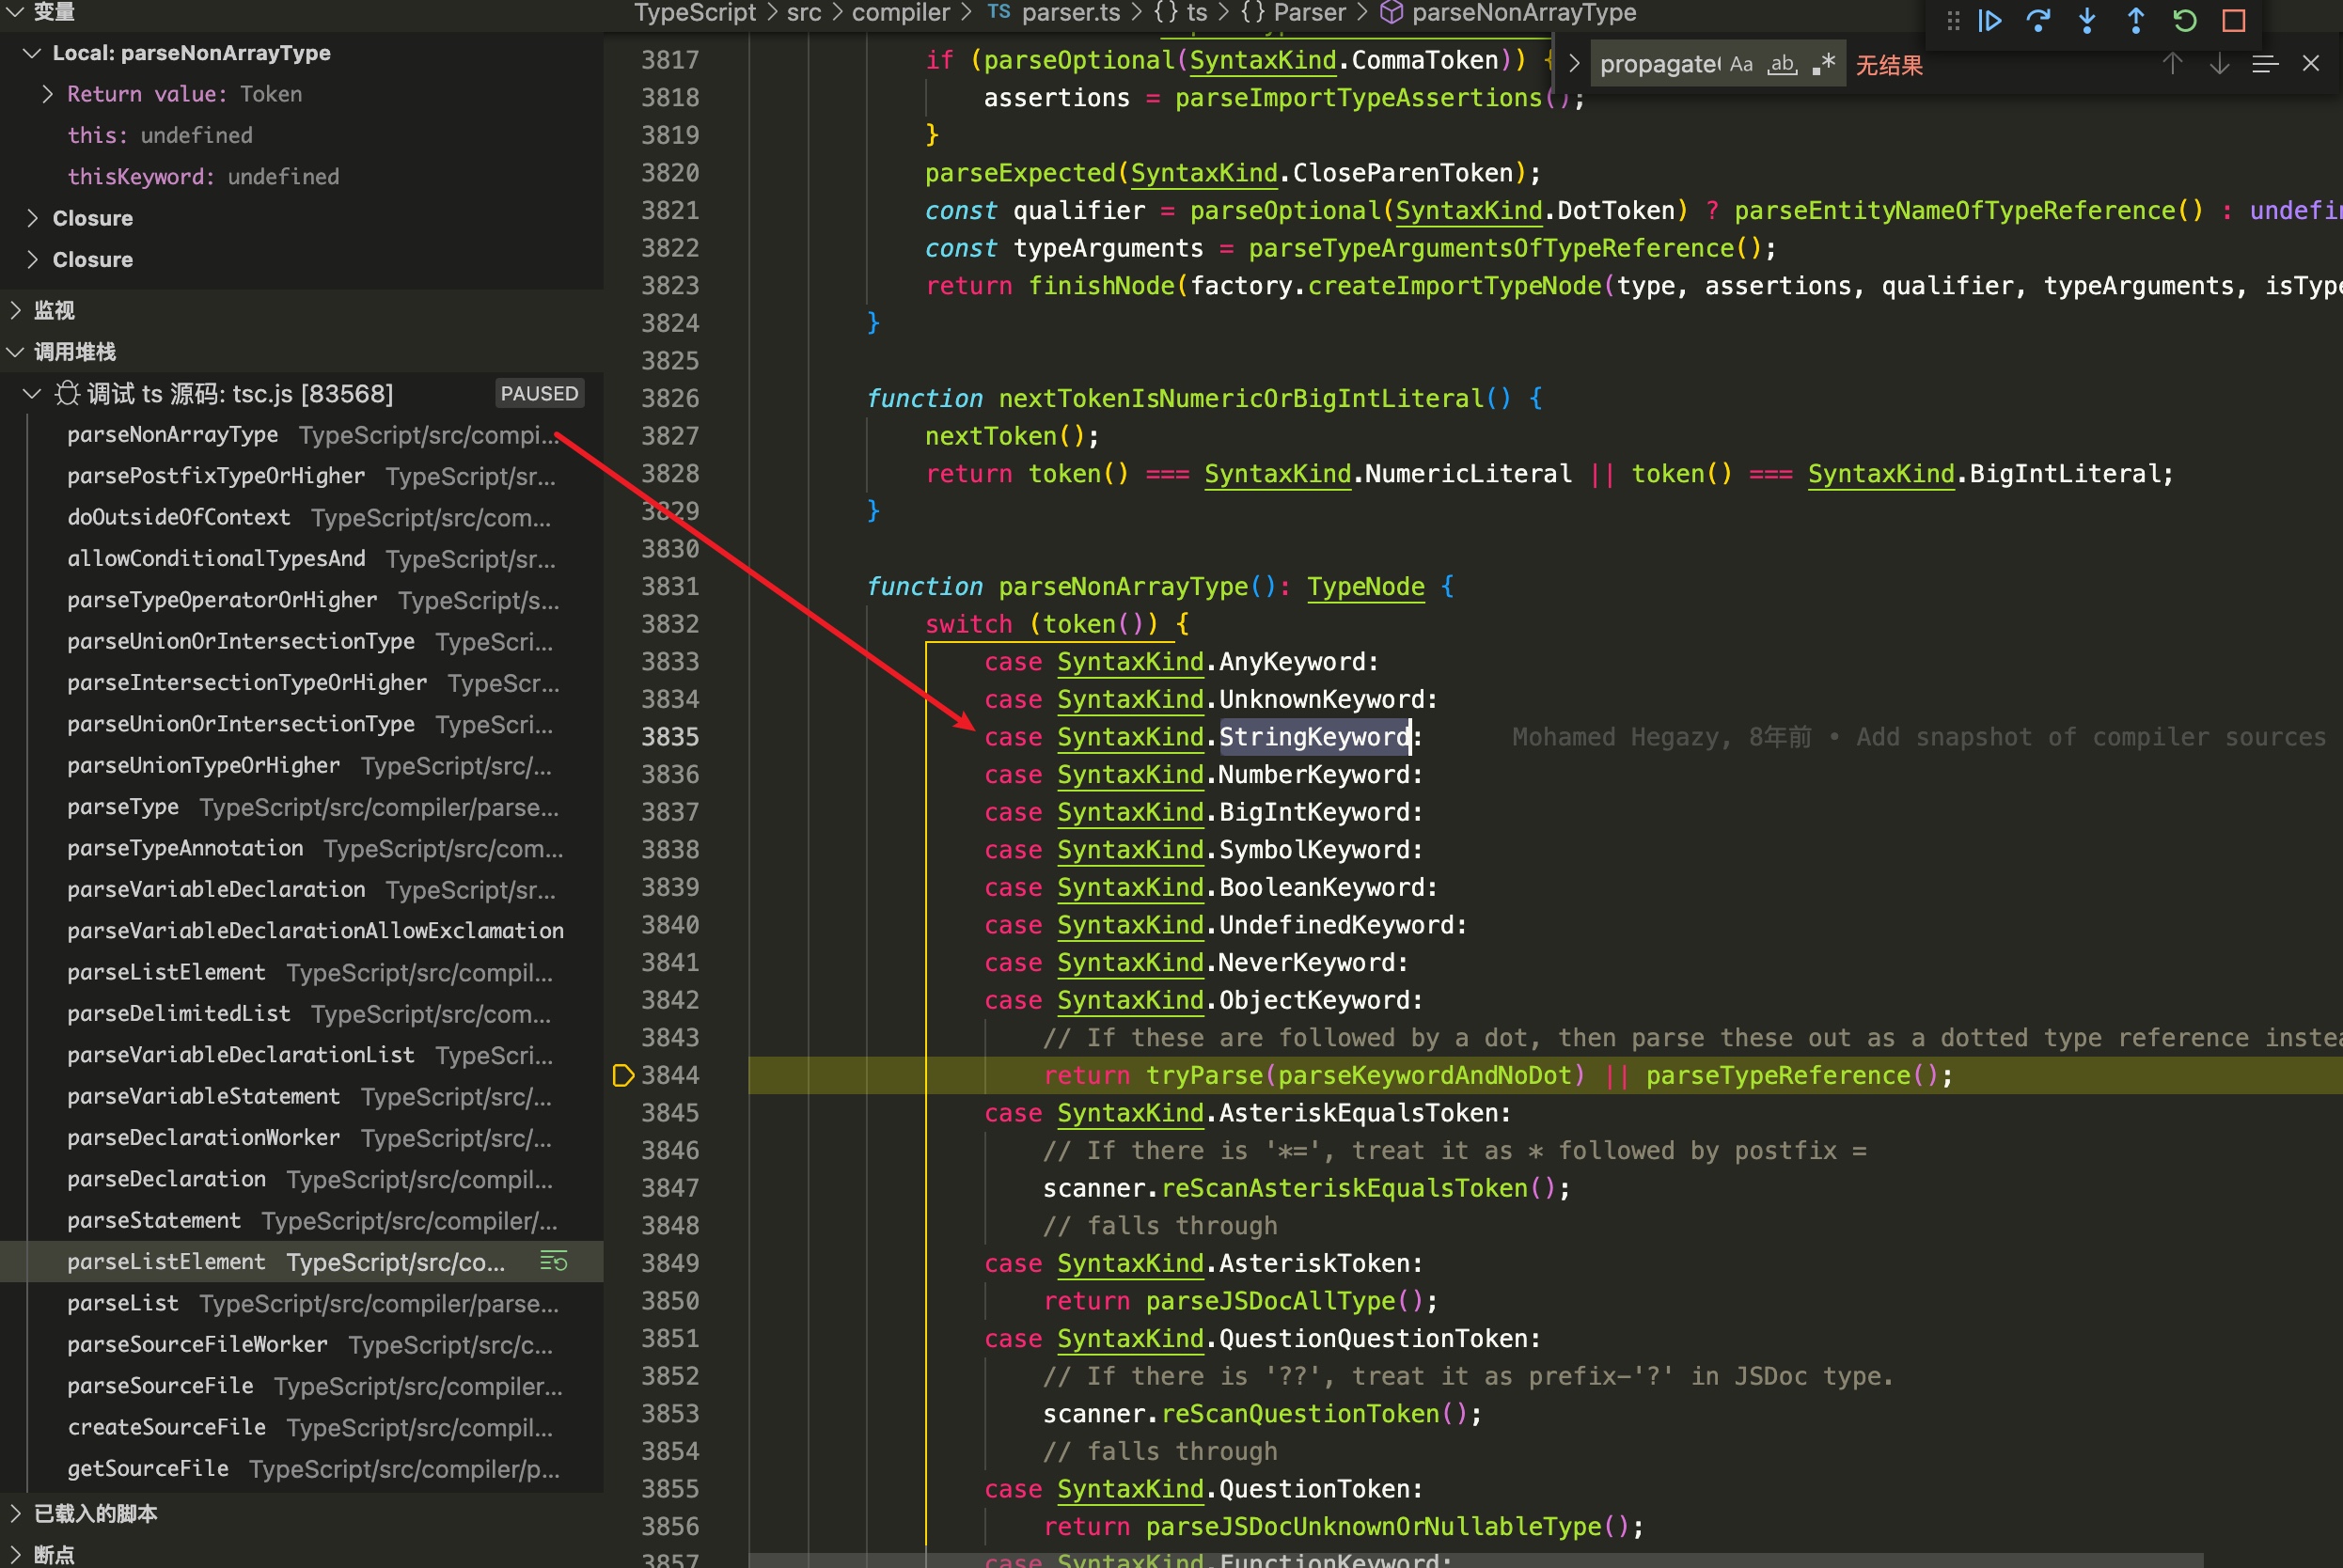 变量
Local: parseNonArrayType
Return value: Token
this: undefined
thisKeyword: undefined
Closure
Closure
监视
调用堆栈
调试 ts 源码: tsc.js [83568] PAUSED
parseNonArrayType TypeScript/src/compi...
parsePostfixTypeOrHigher TypeScript/sr...
doOutsideOfContext TypeScript/src/com...
allowConditionalTypesAnd TypeScript/sr...
parseTypeOperatorOrHigher TypeScript/s...
parseUnionOrIntersectionType TypeScri...
parseIntersectionTypeOrHigher TypeScr...
parseUnionOrIntersectionType TypeScri...
parseUnionTypeOrHigher TypeScript/src/...
parseType TypeScript/src/compiler/parse...
parseTypeAnnotation TypeScript/src/com...
parseVariableDeclaration TypeScript/sr...
parseVariableDeclarationAllowExclamation
parseListElement TypeScript/src/compil...
parseDelimitedList TypeScript/src/com...
parseVariableDeclarationList TypeScri...
parseVariableStatement TypeScript/src/...
parseDeclarationWorker TypeScript/src/...
parseDeclaration TypeScript/src/compil...
parseStatement TypeScript/src/compiler/...
parseListElement TypeScript/src/co...
parseList TypeScript/src/compiler/parse...
parseSourceFileWorker TypeScript/src/c...
parseSourceFile TypeScript/src/compiler...
createSourceFile TypeScript/src/compil...
getSourceFile TypeScript/src/compiler/p...
已载入的脚本
断点
TypeScript > src > compiler > TS parser.ts > {} ts > {} Parser > parseNonArrayType
propagate Aa ab .* 无结果
3817 if (parseOptional(SyntaxKind.CommaToken)) {
3818 assertions = parseImportTypeAssertions();
3819 }
3820 parseExpected(SyntaxKind.CloseParenToken);
3821 const qualifier = parseOptional(SyntaxKind.DotToken) ? parseEntityNameOfTypeReference() : undefin
3822 const typeArguments = parseTypeArgumentsOfTypeReference();
3823 return finishNode(factory.createImportTypeNode(type, assertions, qualifier, typeArguments, isType
3824 }
3825
3826 function nextTokenIsNumericOrBigIntLiteral() {
3827 nextToken();
3828 return token() === SyntaxKind.NumericLiteral || token() === SyntaxKind.BigIntLiteral;
3829 }
3830
3831 function parseNonArrayType(): TypeNode {
3832 switch (token()) {
3833 case SyntaxKind.AnyKeyword:
3834 case SyntaxKind.UnknownKeyword:
3835 case SyntaxKind.StringKeyword: Mohamed Hegazy, 8年前 • Add snapshot of compiler sources
3836 case SyntaxKind.NumberKeyword:
3837 case SyntaxKind.BigIntKeyword:
3838 case SyntaxKind.SymbolKeyword:
3839 case SyntaxKind.BooleanKeyword:
3840 case SyntaxKind.UndefinedKeyword:
3841 case SyntaxKind.NeverKeyword:
3842 case SyntaxKind.ObjectKeyword:
3843 // If these are followed by a dot, then parse these out as a dotted type reference instea
3844 return tryParse(parseKeywordAndNoDot) || parseTypeReference();
3845 case SyntaxKind.AsteriskEqualsToken:
3846 // If there is '*=', treat it as * followed by postfix =
3847 scanner.reScanAsteriskEqualsToken();
3848 // falls through
3849 case SyntaxKind.AsteriskToken:
3850 return parseJSDocAllType();
3851 case SyntaxKind.QuestionQuestionToken:
3852 // If there is '??', treat it as prefix-'?' in JSDoc type.
3853 scanner.reScanQuestionToken();
3854 // falls through
3855 case SyntaxKind.QuestionToken:
3856 return parseJSDocUnknownOrNullableType();
3857 case SyntaxKind.FunctionKeyword: